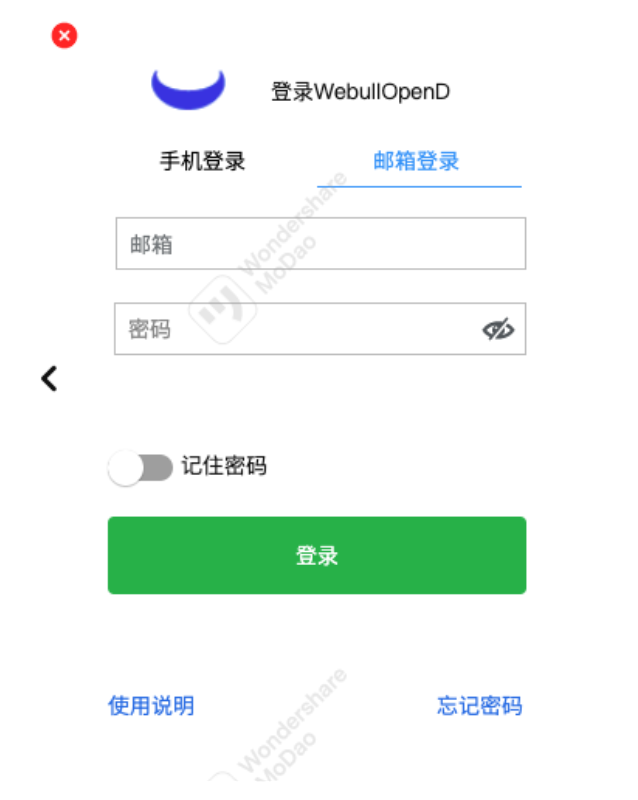 登录WebullOpenD
手机登录
邮箱登录
邮箱
密码
记住密码
登录
使用说明
忘记密码
Wondershare
MoDao
Wondershare
MoDao